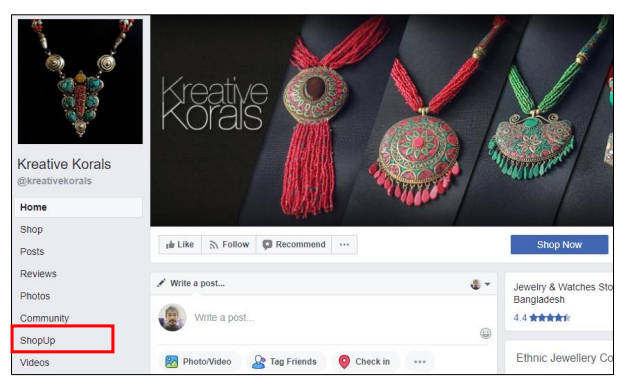 Kreative
Korals
Kreative Korals
@kreativekorals
Home
Shop
Posts
Reviews
Photos
Community
ShopUp
Videos
Like
Follow
Recommend
Shop Now
Write a post...
Write a post...
Photo/Video
Tag Friends
Check in
Jewelry & Watches Sto
Bangladesh
4.4 ★★★★★
Ethnic Jewellery Co